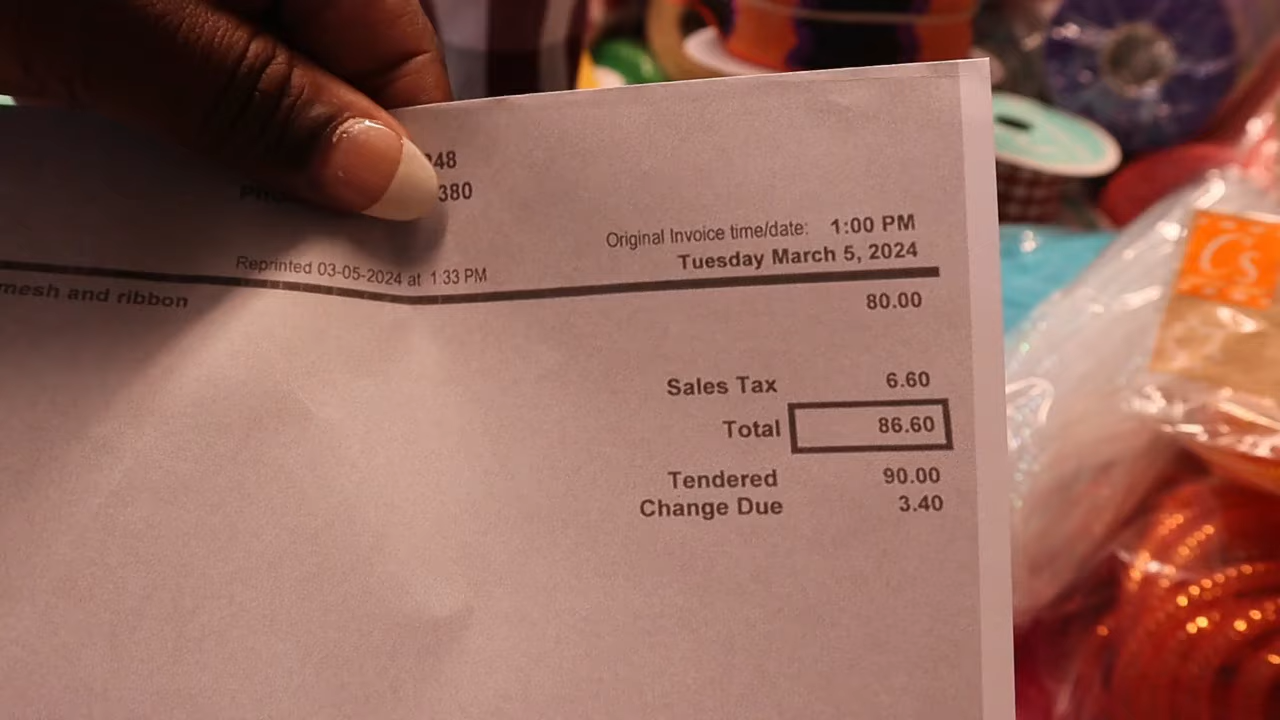 48
380
Original Invoice time/date: 1:00 PM
Tuesday March 5, 2024
Reprinted 03-05-2024 at 1:33 PM
mesh and ribbon 80.00
Sales Tax 6.60
Total 86.60
Tendered 90.00
Change Due 3.40
Cs